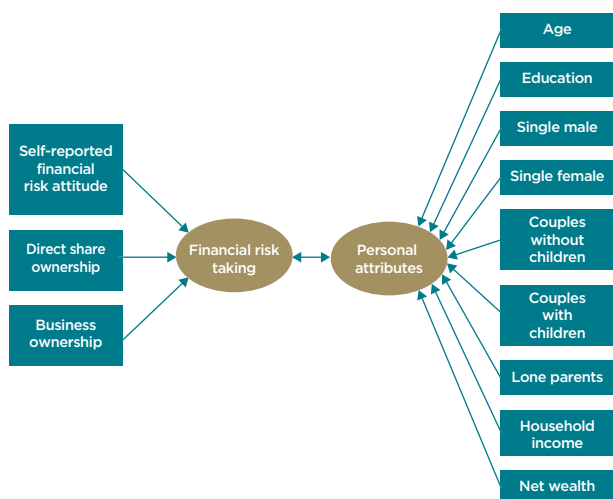 Self-reported
financial
risk attitude
Direct share
ownership
Business
ownership
Financial risk
taking
Personal
attributes
Age
Education
Single male
Single female
Couples
without
children
Couples
with
children
Lone parents
Household
income
Net wealth